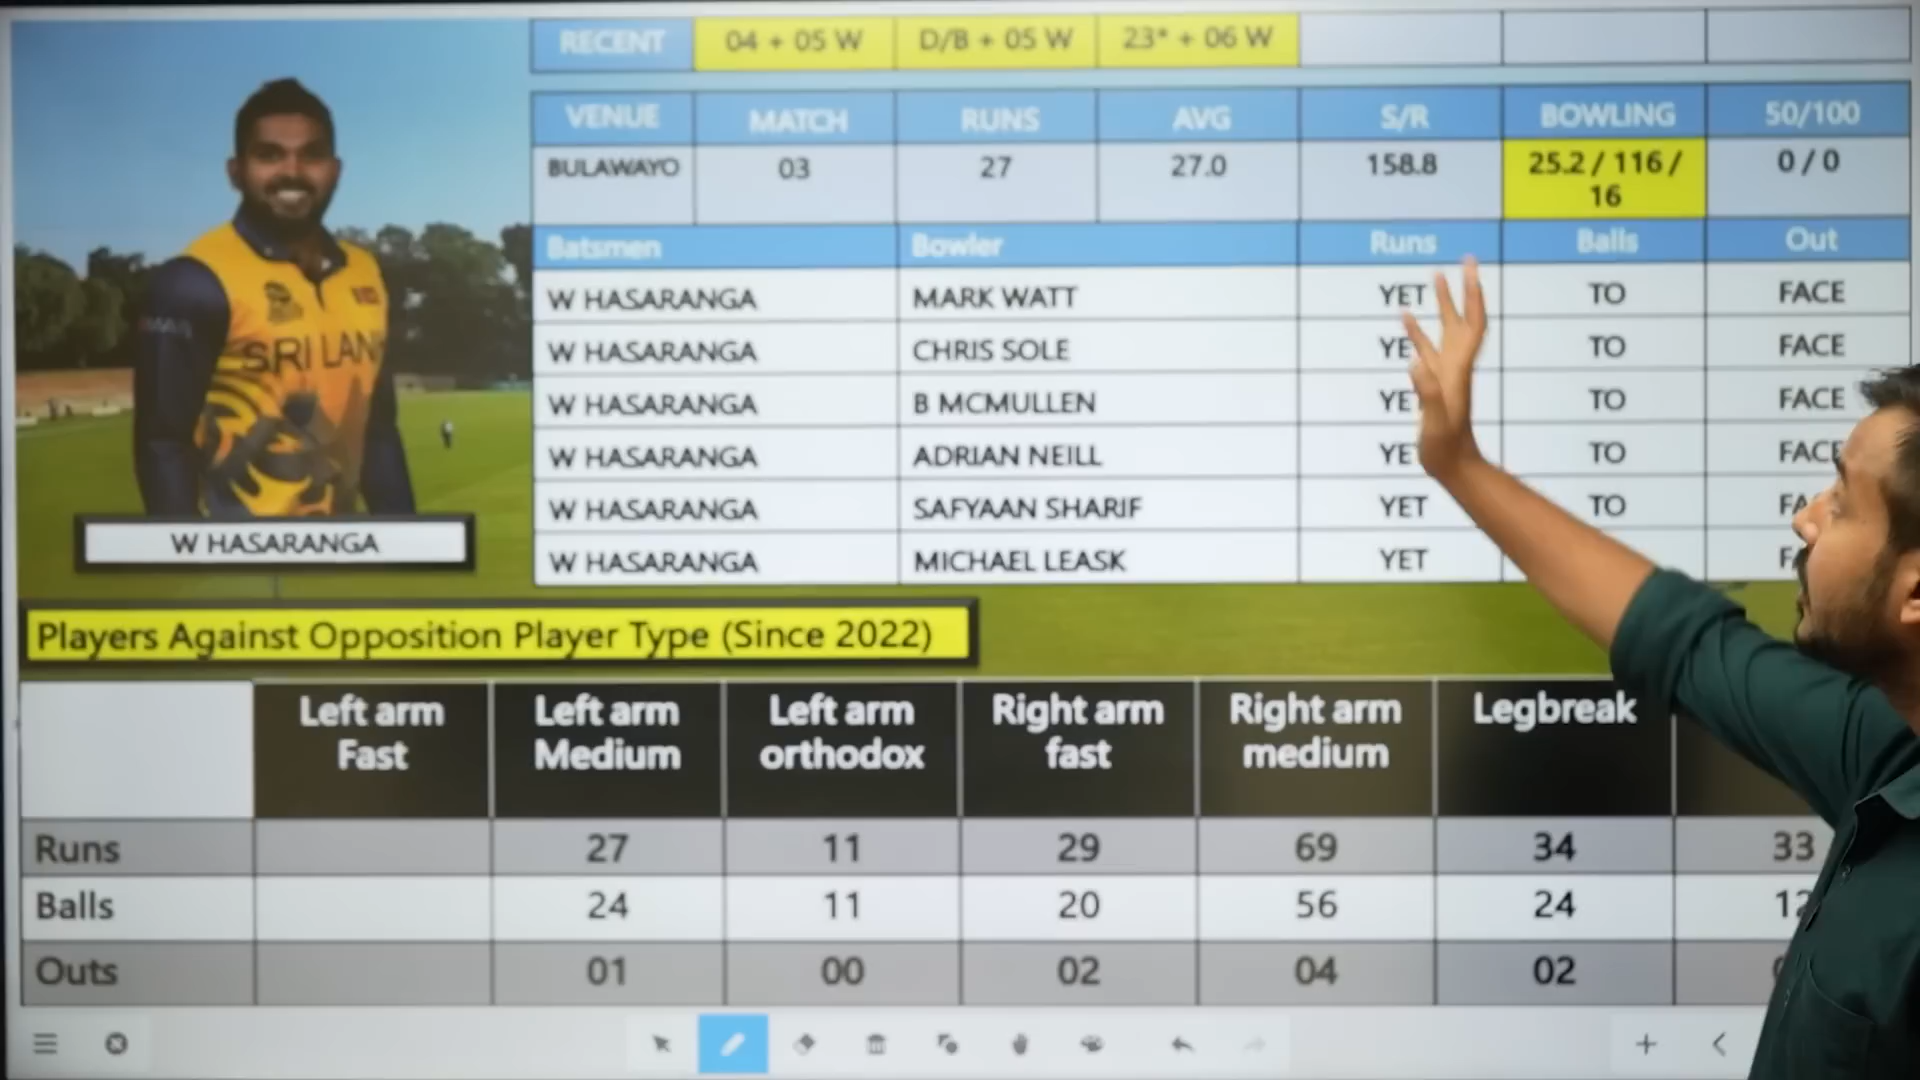 RECENT 04 + 05 W D/B + 05 W 23* + 06 W
VENUE MATCH RUNS AVG S/R BOWLING 50/100
BULAWAYO 03 27 27.0 158.8 25.2 / 116 / 16 0 / 0
Batsmen Bowler Runs Balls Out
W HASARANGA MARK WATT YET TO FACE
W HASARANGA CHRIS SOLE YE TO FACE
W HASARANGA B MCMULLEN YET TO FACE
W HASARANGA ADRIAN NEILL YE TO FACE
W HASARANGA SAFYAAN SHARIF YET TO FA
W HASARANGA MICHAEL LEASK YET FA
SRI LAN
W HASARANGA
Players Against Opposition Player Type (Since 2022)
Left arm Fast Left arm Medium Left arm orthodox Right arm fast Right arm medium Legbreak
Runs 27 11 29 69 34 33
Balls 24 11 20 56 24 12
Outs 01 00 02 04 02